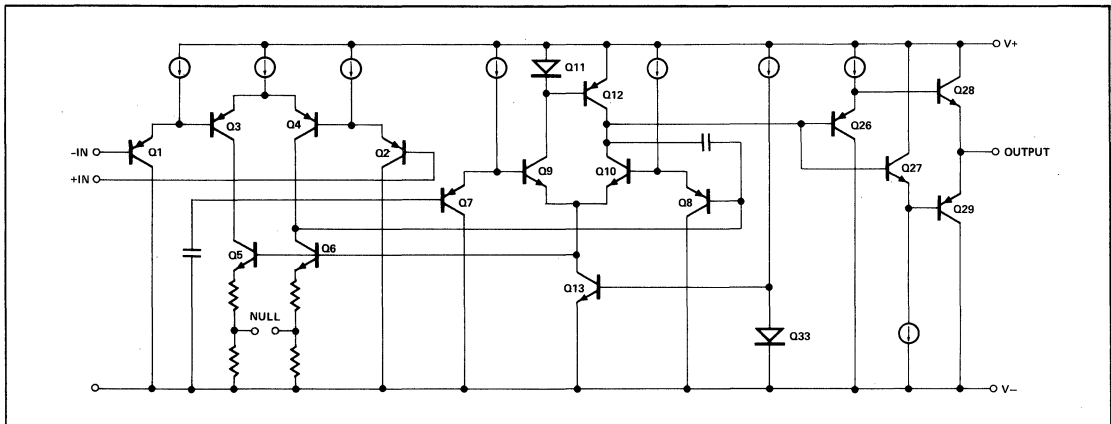 V+
Q11
Q12
Q28
Q3
Q4
Q26
Q1
Q2
-IN
+IN
Q9
Q10
Q27
OUTPUT
Q7
Q8
Q29
Q5
Q6
Q13
NULL
Q33
V-